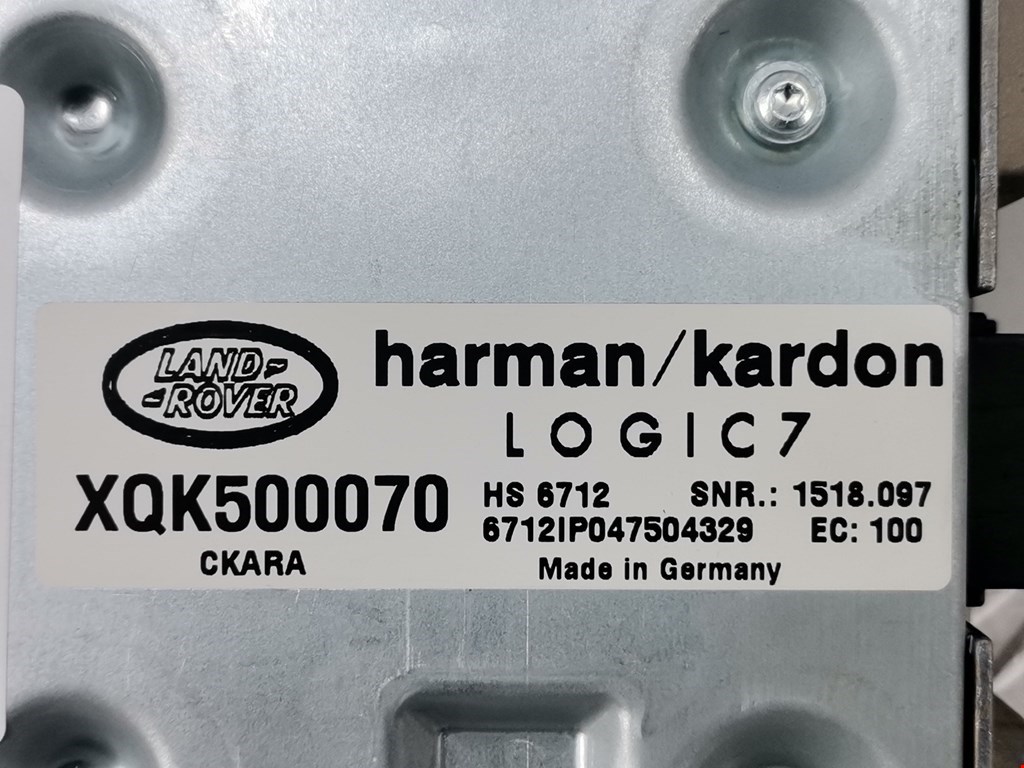 LAND-
-ROVER
harman/kardon
LOGIC7
XQK500070
CKARA
HS 6712 SNR.: 1518.097
6712IP047504329 EC: 100
Made in Germany